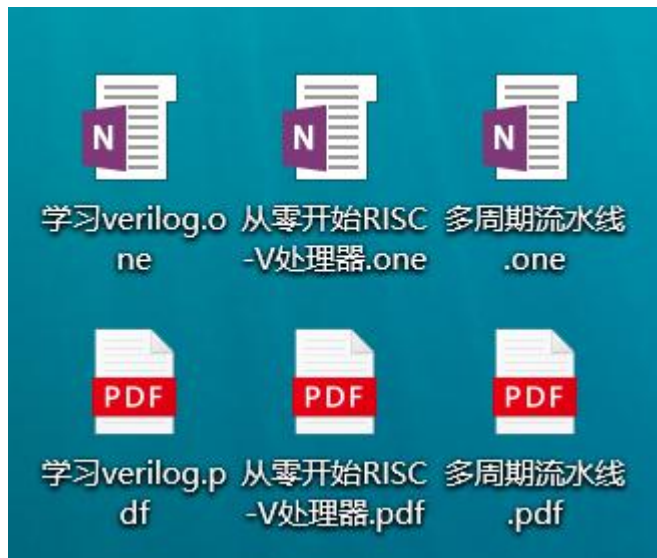 N N N
学习verilog.o 从零开始RISC 多周期流水线
ne -V处理器.one .one
PDF PDF PDF
学习verilog.p 从零开始RISC 多周期流水线
df -V处理器.pdf .pdf